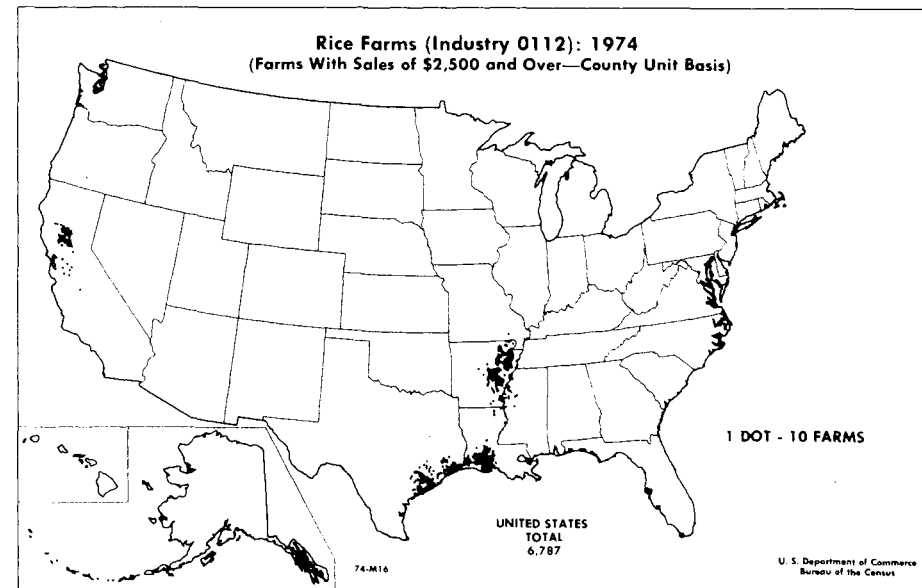 Rice Farms (Industry 0112): 1974
(Farms With Sales of $2,500 and Over—County Unit Basis)
1 DOT - 10 FARMS
UNITED STATES
TOTAL
6,787
74-M16
U. S. Department of Commerce
Bureau of the Census